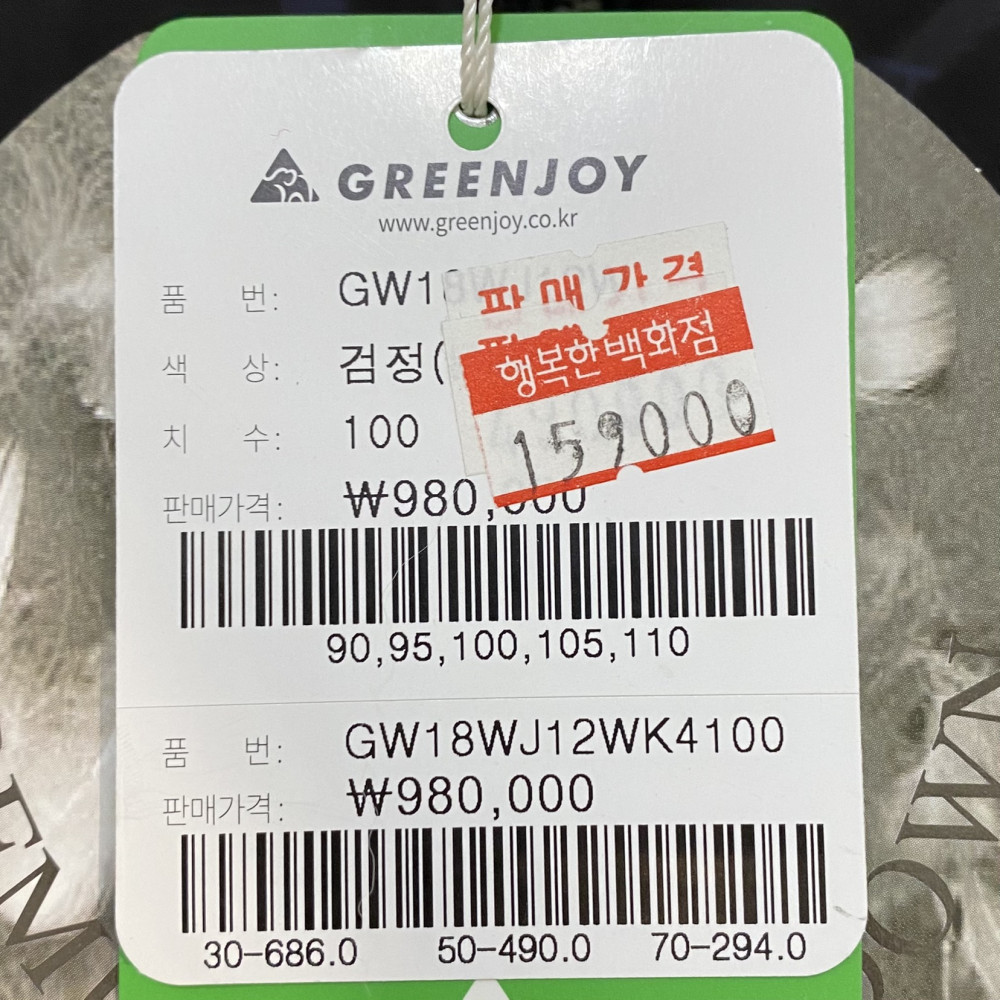 GREENJOY
www.greenjoy.co.kr
품 번: GW1
판매가격
색 상: 검정(
행복한백화점
치 수: 100
159000
판매가격: ₩980,000
90,95,100,105,110
품 번: GW18WJ12WK4100
판매가격: ₩980,000
30-686.0 50-490.0 70-294.0